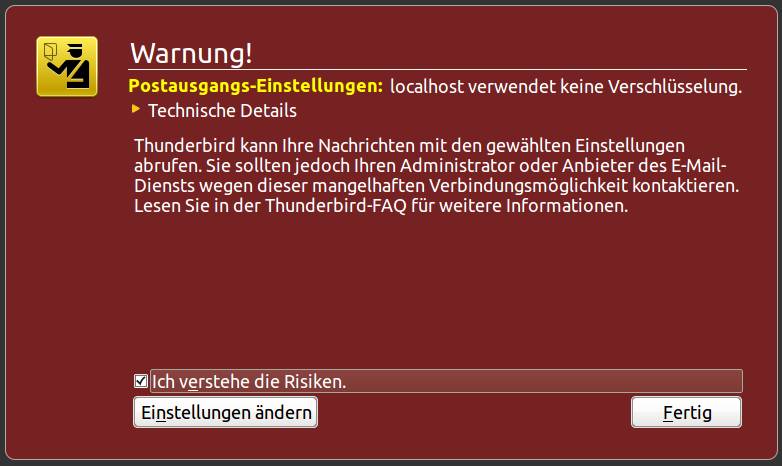 Warnung!
Postausgangs-Einstellungen: localhost verwendet keine Verschlüsselung.
Technische Details
Thunderbird kann Ihre Nachrichten mit den gewählten Einstellungen
abrufen. Sie sollten jedoch Ihren Administrator oder Anbieter des E-Mail-
Diensts wegen dieser mangelhaften Verbindungsmöglichkeit kontaktieren.
Lesen Sie in der Thunderbird-FAQ für weitere Informationen.
Ich verstehe die Risiken.
Einstellungen ändern Fertig